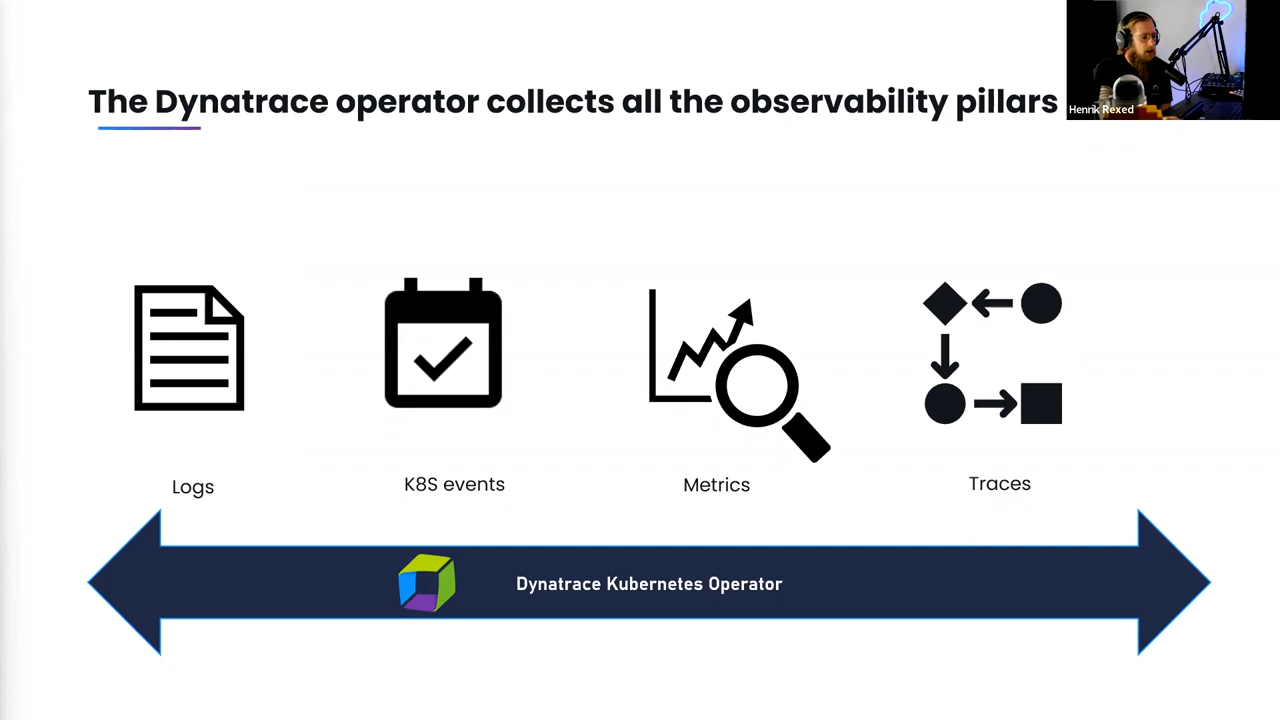 The Dynatrace operator collects all the observability pillars
Henrik Rexed
Logs
K8S events
Metrics
Traces
Dynatrace Kubernetes Operator